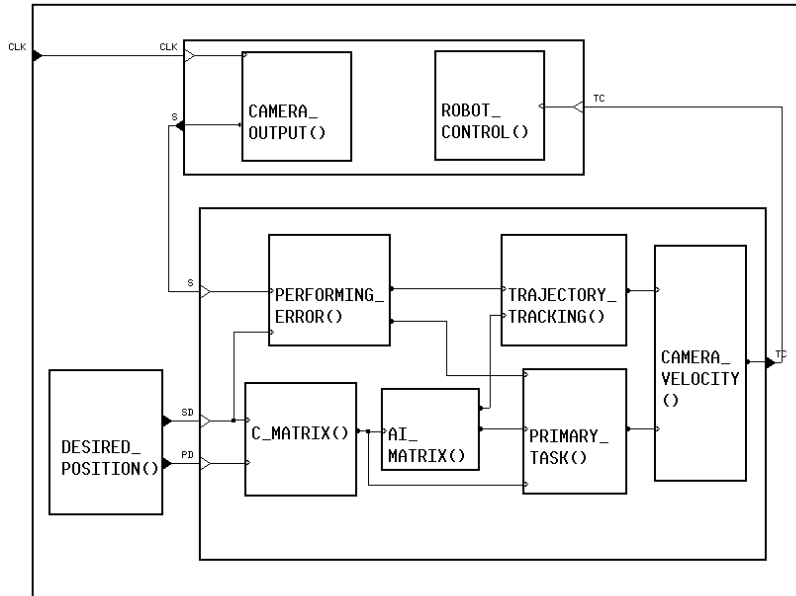 CLK
CLK
CAMERA_
OUTPUT()
ROBOT_
CONTROL()
TC
S
S
PERFORMING_
ERROR()
TRAJECTORY_
TRACKING()
CAMERA_
VELOCITY
()
TC
DESIRED_
POSITION()
SD
PD
C_MATRIX()
AI_
MATRIX()
PRIMARY_
TASK()